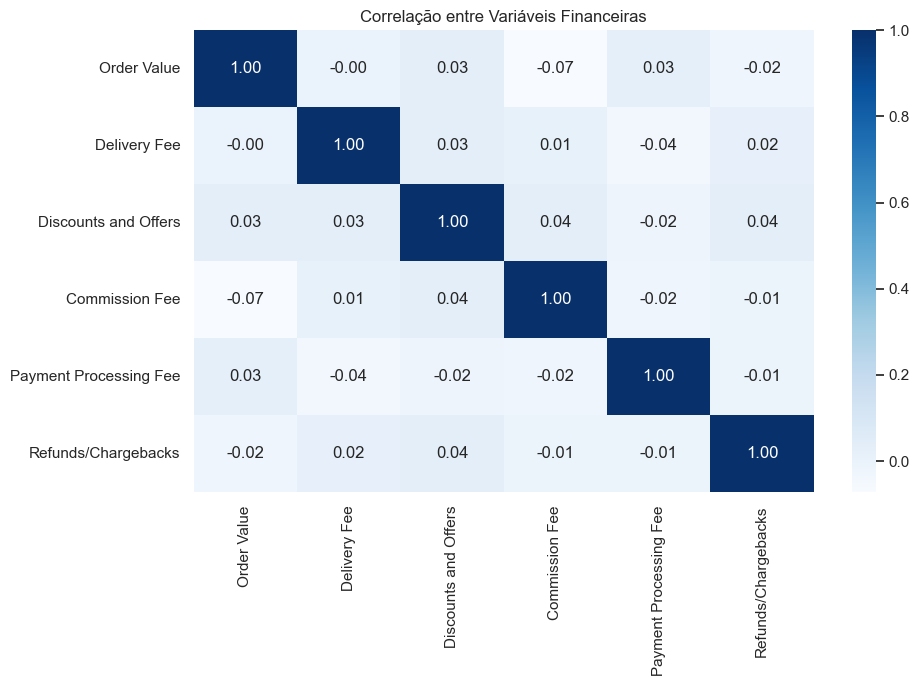 Correlação entre Variáveis Financeiras
Order Value 1.00 -0.00 0.03 -0.07 0.03 -0.02
Delivery Fee -0.00 1.00 0.03 0.01 -0.04 0.02
Discounts and Offers 0.03 0.03 1.00 0.04 -0.02 0.04
Commission Fee -0.07 0.01 0.04 1.00 -0.02 -0.01
Payment Processing Fee 0.03 -0.04 -0.02 -0.02 1.00 -0.01
Refunds/Chargebacks -0.02 0.02 0.04 -0.01 -0.01 1.00
Order Value
Delivery Fee
Discounts and Offers
Commission Fee
Payment Processing Fee
Refunds/Chargebacks
1.0
0.8
0.6
0.4
0.2
0.0